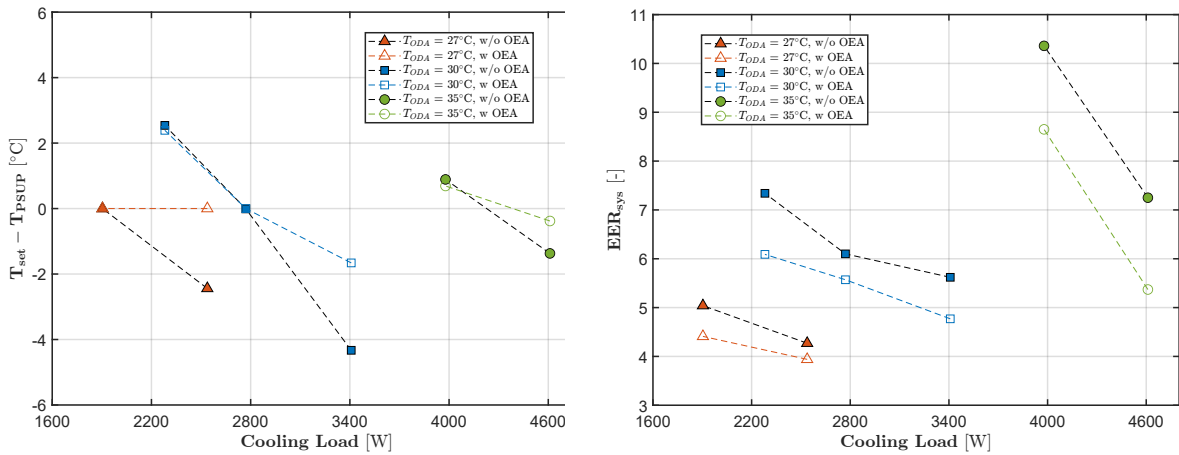 6
4
2
0
-2
-4
-6
T_set − T_PSUP [°C]
T_ODA = 27°C, w/o OEA
T_ODA = 27°C, w OEA
T_ODA = 30°C, w/o OEA
T_ODA = 30°C, w OEA
T_ODA = 35°C, w/o OEA
T_ODA = 35°C, w OEA
1600 2200 2800 3400 4000 4600
Cooling Load [W]
11
10
9
8
7
6
5
4
3
EER_sys [-]
T_ODA = 27°C, w/o OEA
T_ODA = 27°C, w OEA
T_ODA = 30°C, w/o OEA
T_ODA = 30°C, w OEA
T_ODA = 35°C, w/o OEA
T_ODA = 35°C, w OEA
1600 2200 2800 3400 4000 4600
Cooling Load [W]